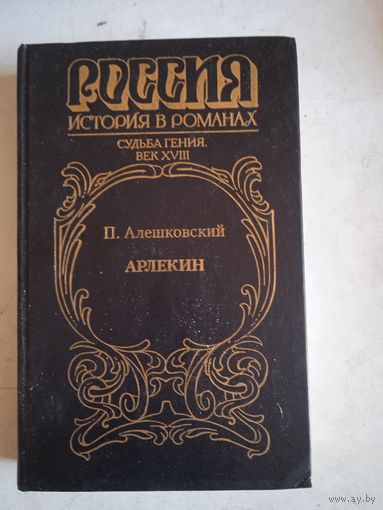 РОССИЯ
ИСТОРИЯ В РОМАНАХ
СУДЬБА ГЕНИЯ.
ВЕК XVIII
П. Алешковский
АРЛЕКИН
www.ay.by